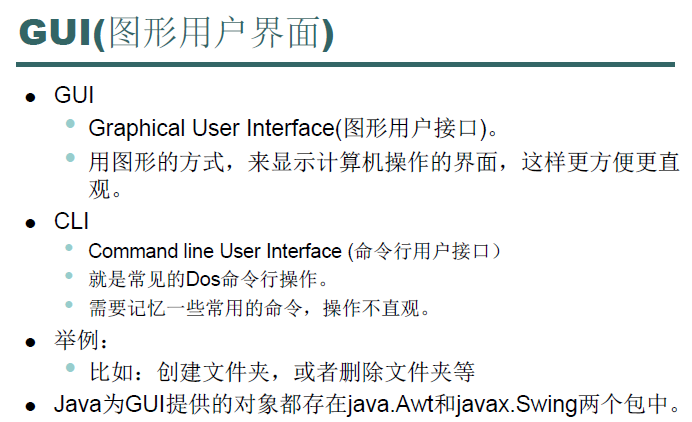 GUI(图形用户界面)
GUI
Graphical User Interface(图形用户接口)。
用图形的方式，来显示计算机操作的界面，这样更方便更直
观。
CLI
Command line User Interface (命令行用户接口）
就是常见的Dos命令行操作。
需要记忆一些常用的命令，操作不直观。
举例：
比如：创建文件夹，或者删除文件夹等
Java为GUI提供的对象都存在java.Awt和javax.Swing两个包中。